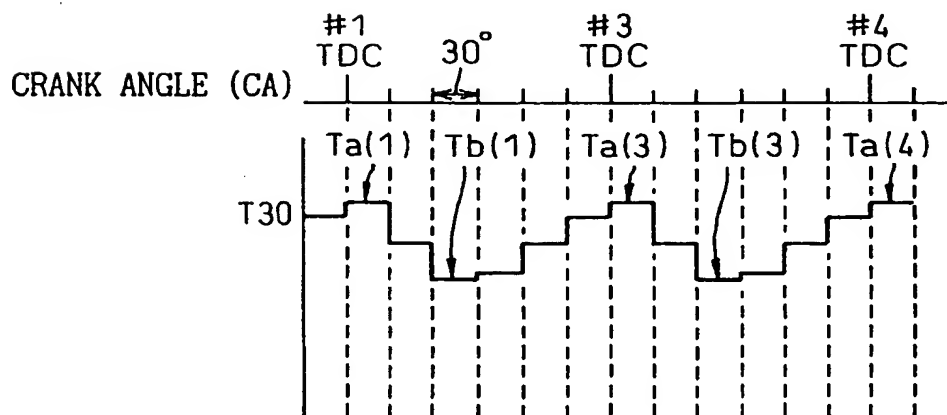 #1 #3 #4
TDC 30° TDC TDC
CRANK ANGLE (CA)
Ta(1) Tb(1) Ta(3) Tb(3) Ta(4)
T30